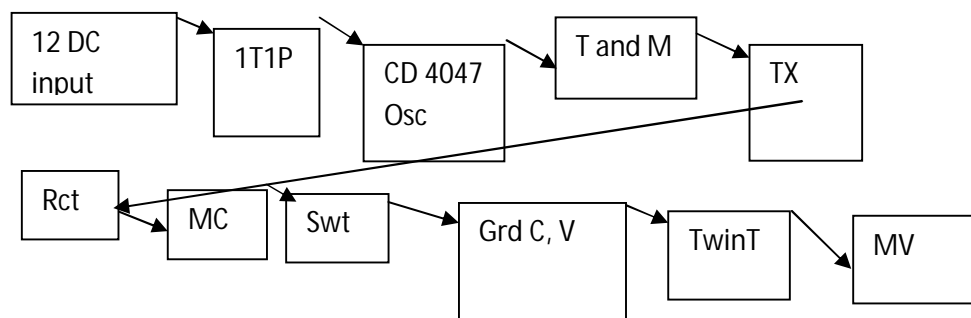 12 DC
input
1T1P
CD 4047
Osc
T and M
TX
Rct
MC
Swt
Grd C, V
TwinT
MV